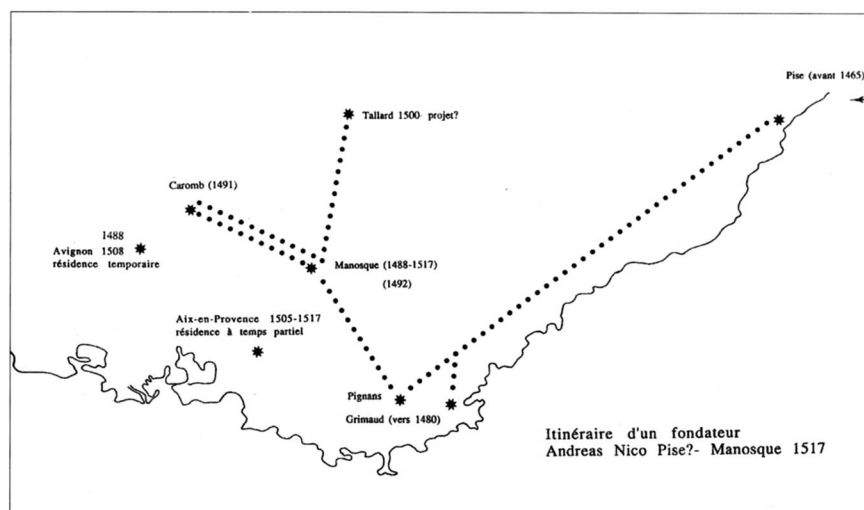 Pise (avant 1465)
Tallard 1500 projet?
Caromb (1491)
1488
Avignon 1508
résidence temporaire
Manosque (1488-1517)
(1492)
Aix-en-Provence 1505-1517
résidence à temps partiel
Pignans
Grimaud (vers 1480)
Itinéraire d'un fondateur
Andreas Nico Pise?- Manosque 1517